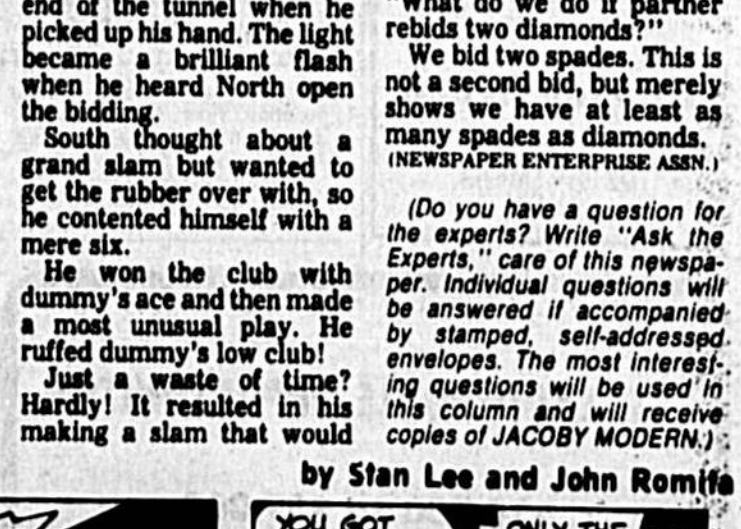 end of the tunnel when he
picked up his hand. The light
became a brilliant flash
when he heard North open
the bidding.
South thought about a
grand slam but wanted to
get the rubber over with, so
he contented himself with a
mere six.
He won the club with
dummy's ace and then made
a most unusual play. He
ruffed dummy's low club!
Just a waste of time?
Hardly! It resulted in his
making a slam that would
"What do we do if partner
rebids two diamonds?"
We bid two spades. This is
not a second bid, but merely
shows we have at least as
many spades as diamonds.
(NEWSPAPER ENTERPRISE ASSN.)
(Do you have a question for
the experts? Write "Ask the
Experts," care of this newspa-
per. Individual questions will
be answered if accompanied
by stamped, self-addressed
envelopes. The most interest-
ing questions will be used in
this column and will receive
copies of JACOBY MODERN.)
by Stan Lee and John Romita
YOU GOT
ONLY THE